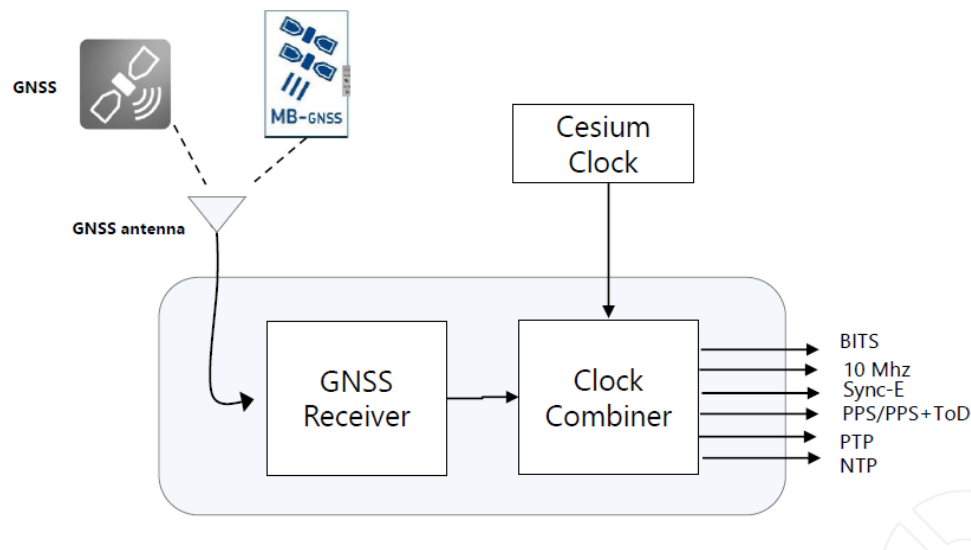 GNSS
MB-GNSS
GNSS antenna
Cesium
Clock
GNSS
Receiver
Clock
Combiner
BITS
10 Mhz
Sync-E
PPS/PPS+ToD
PTP
NTP